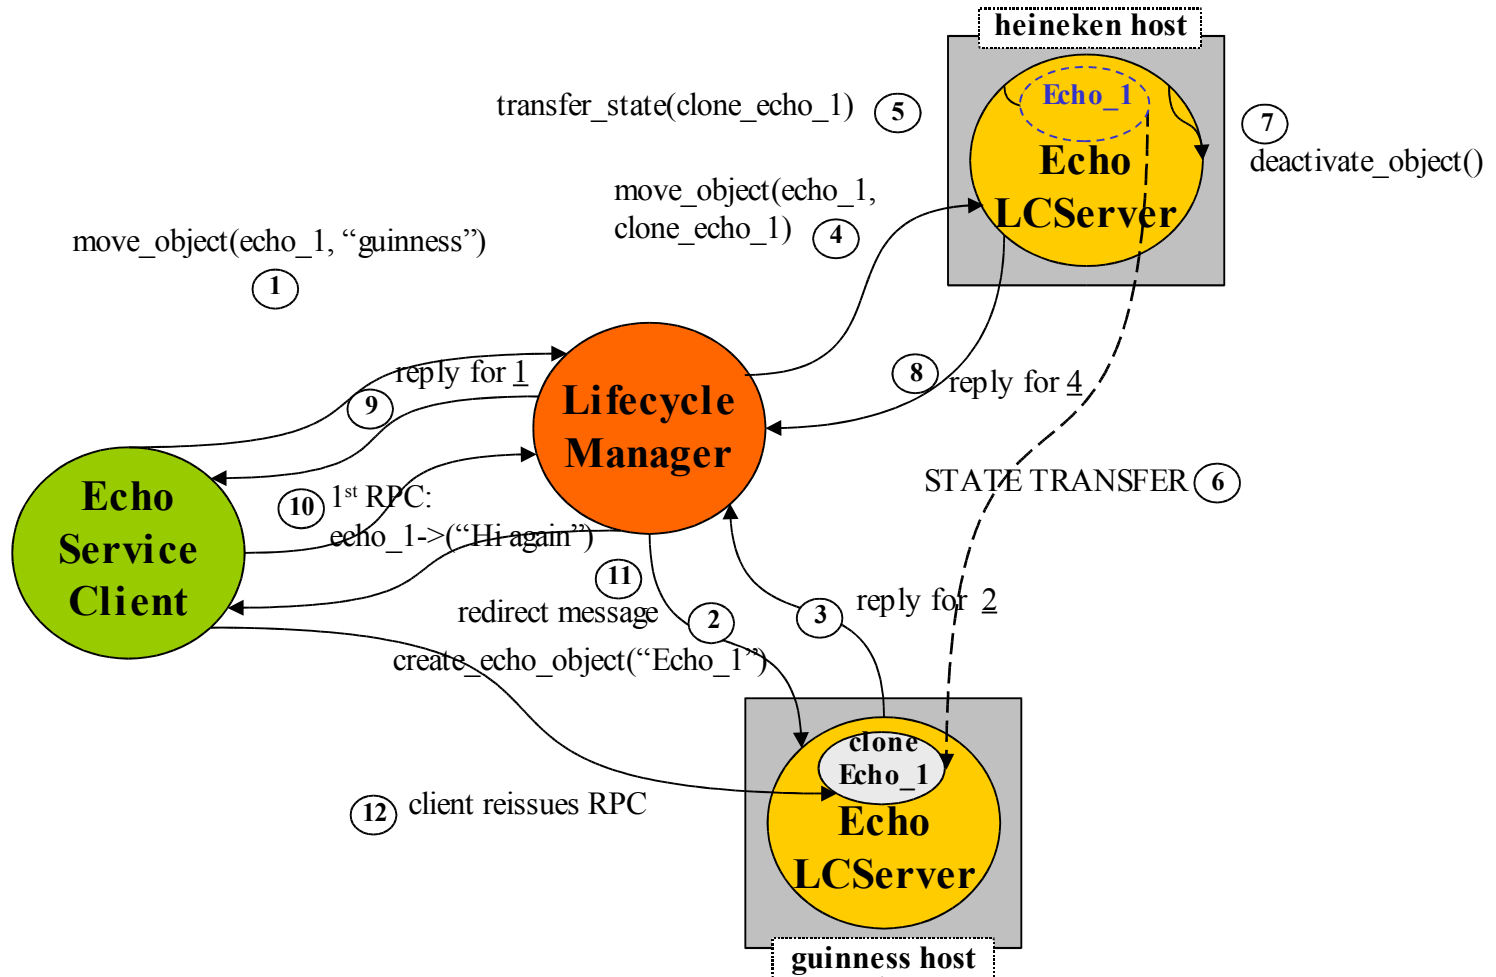 heineken host
Echo_1
transfer_state(clone_echo_1)
5
7
deactivate_object()
Echo
LCServer
move_object(echo_1,
clone_echo_1)
4
move_object(echo_1, “guinness”)
1
reply for 1
9
8
reply for 4
Lifecycle
Manager
STATE TRANSFER
6
Echo
Service
Client
10
1st RPC:
echo_1->(“Hi again”)
11
redirect message
2
3
reply for 2
create_echo_object(“Echo_1”)
clone
Echo_1
Echo
LCServer
12
client reissues RPC
guinness host